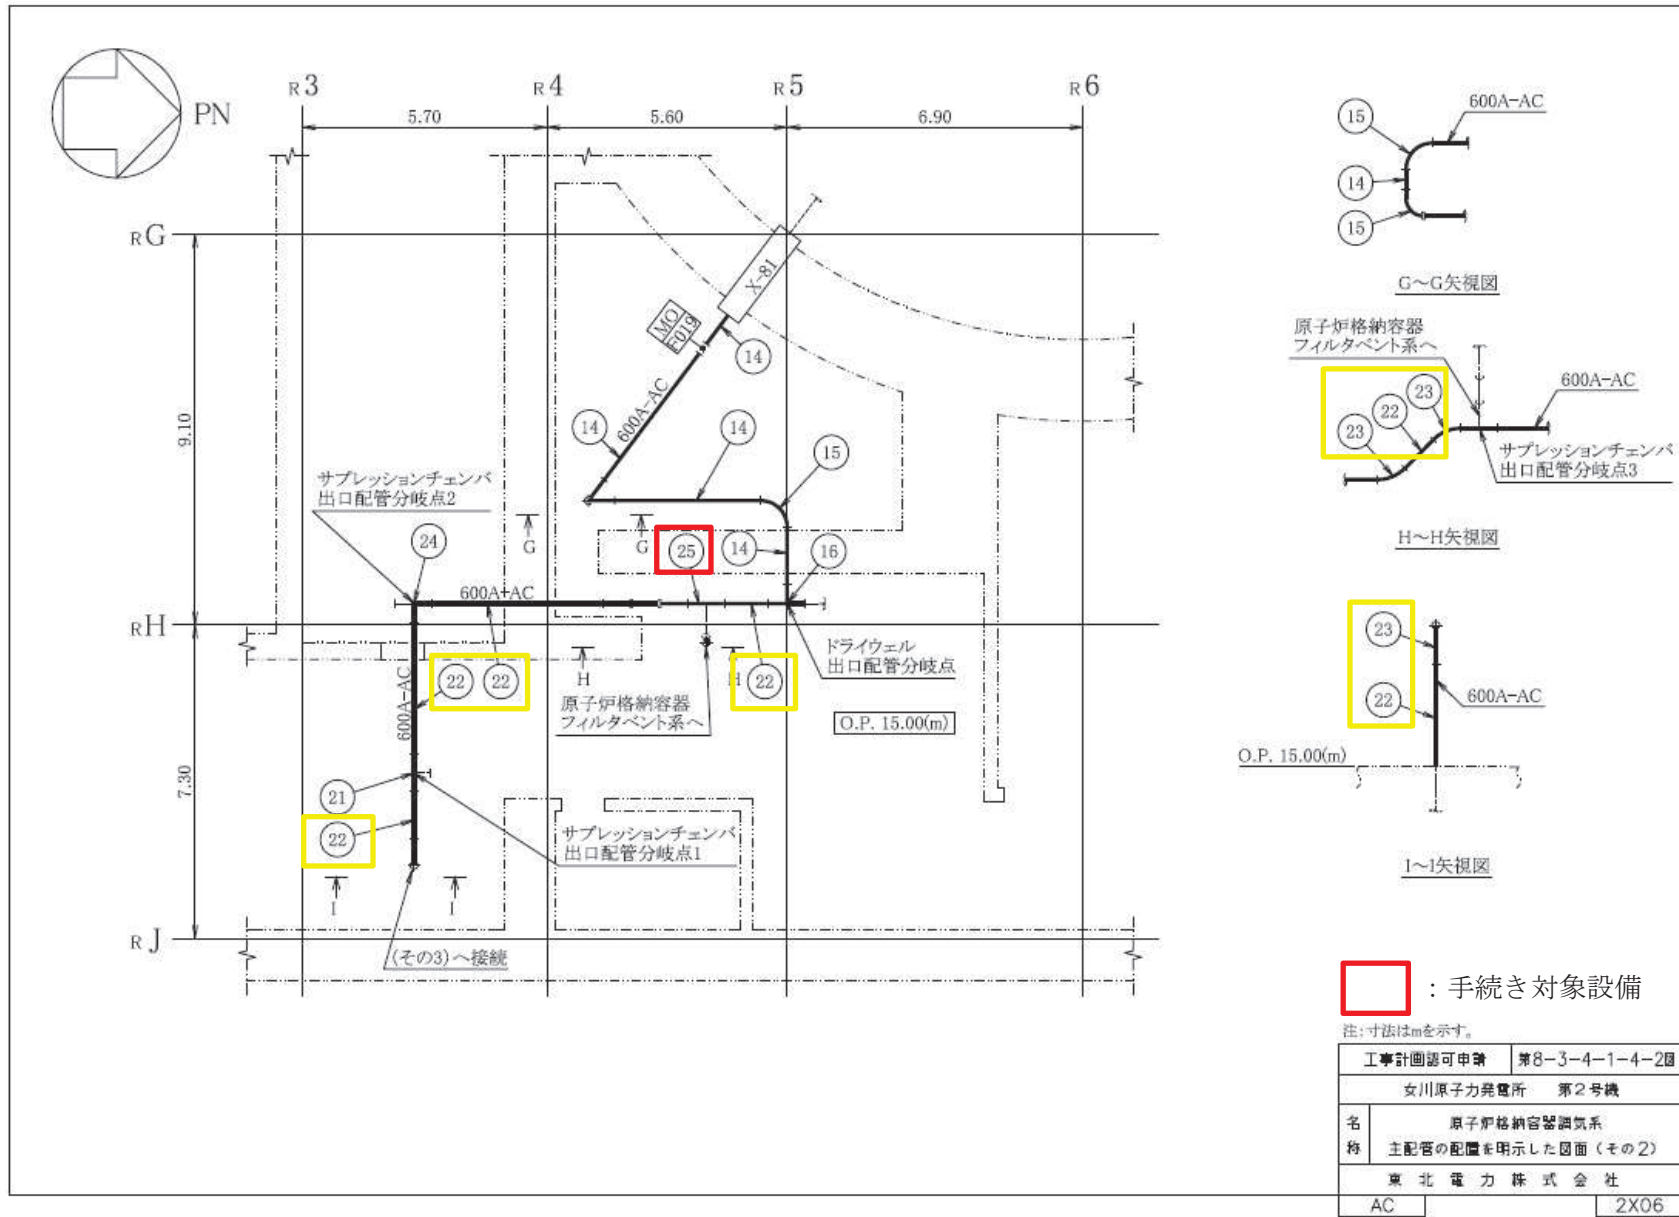 PN
R3
R4
R5
R6
5.70
5.60
6.90
RG
RH
RJ
9.10
7.30
X-81
MO
F019
14
600A-AC
14
14
15
サプレッションチェンバ
出口配管分岐点2
24
G
G
25
14
16
600A-AC
ドライウェル
出口配管分岐点
22
22
H
H
22
600A-AC
原子炉格納容器
フィルタベント系へ
O.P. 15.00(m)
21
22
サプレッションチェンバ
出口配管分岐点1
I
I
(その3)へ接続
15
600A-AC
14
15
G~G矢視図
原子炉格納容器
フィルタベント系へ
23
22
23
600A-AC
サプレッションチェンバ
出口配管分岐点3
H~H矢視図
23
22
600A-AC
O.P. 15.00(m)
I~I矢視図
：手続き対象設備
注:寸法はmを示す。
工事計画認可申請 第8-3-4-1-4-2図
女川原子力発電所 第2号機
名称 原子炉格納容器調気系
主配管の配置を明示した図面(その2)
東北電力株式会社
AC 2X06